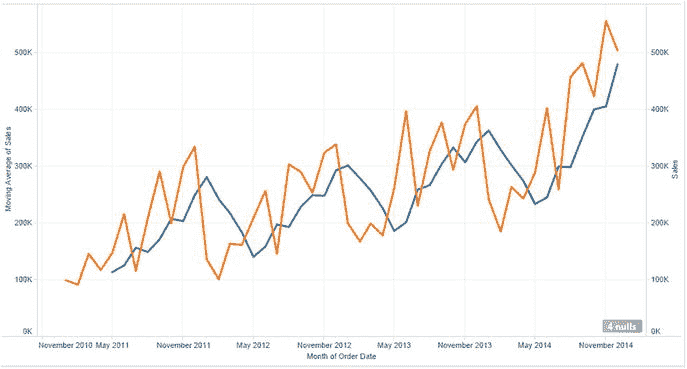 500K
400K
300K
200K
100K
0K
Moving Average of Sales
500K
400K
300K
200K
100K
0K
Sales
4 nulls
November 2010 May 2011 November 2011 May 2012 November 2012 May 2013 November 2013 May 2014 November 2014
Month of Order Date